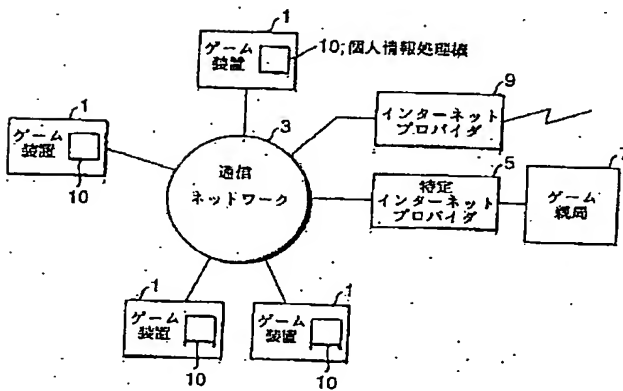 1
ゲーム
装置
10;個人情報処理機
1
ゲーム
装置
10
3
通信
ネットワーク
9
インターネット
プロバイダ
5
特定
インターネット
プロバイダ
ゲーム
親局
1
ゲーム
装置
10
1
ゲーム
装置
10